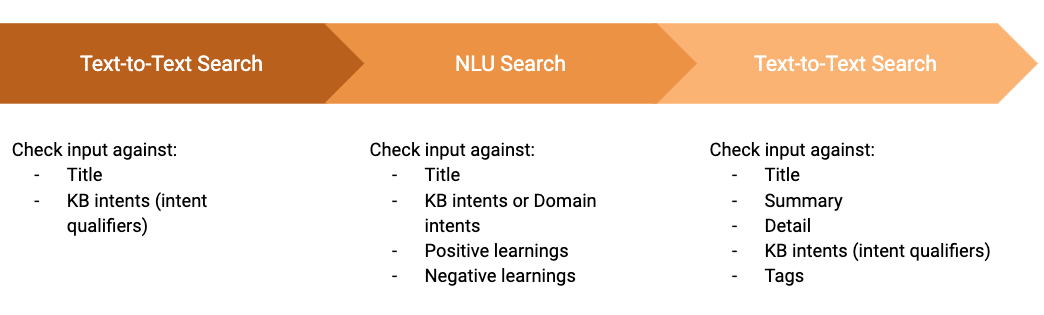 Text-to-Text Search
NLU Search
Text-to-Text Search
Check input against:
- Title
- KB intents (intent
qualifiers)
Check input against:
- Title
- KB intents or Domain
intents
- Positive learnings
- Negative learnings
Check input against:
- Title
- Summary
- Detail
- KB intents (intent qualifiers)
- Tags